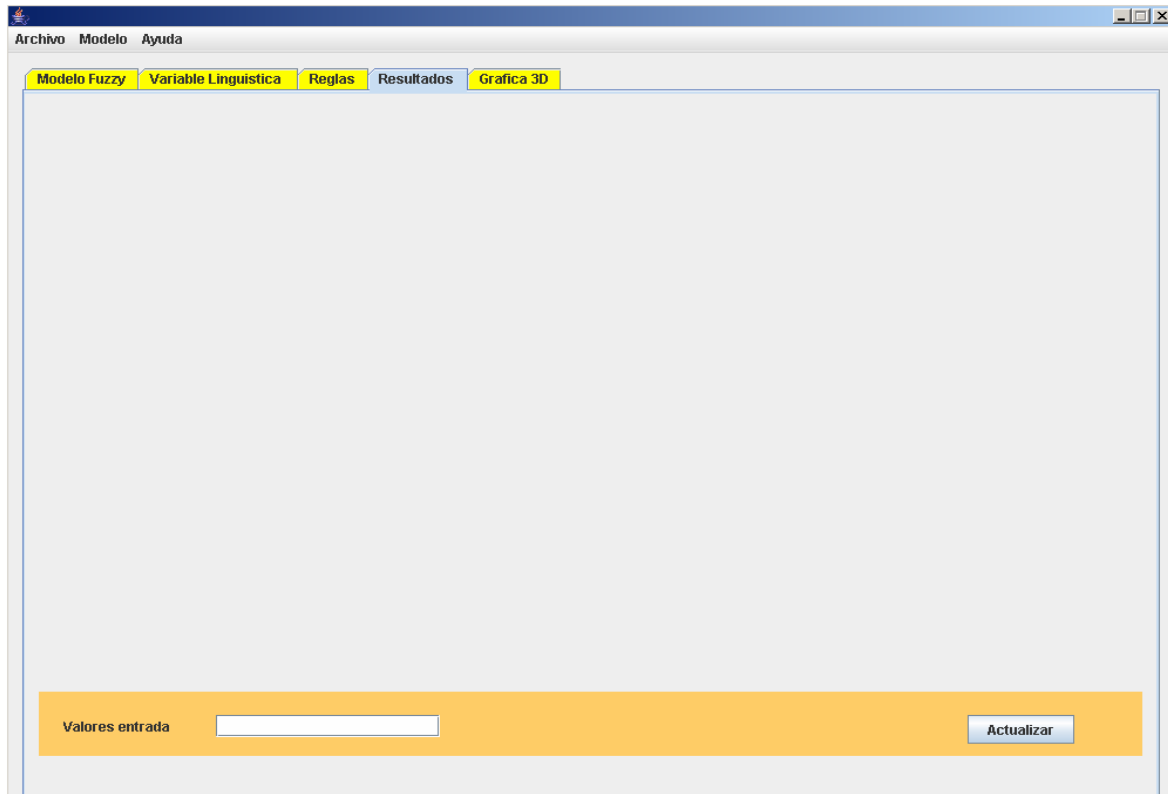 Archivo Modelo Ayuda
Modelo Fuzzy Variable Linguistica Reglas Resultados Grafica 3D
Valores entrada Actualizar